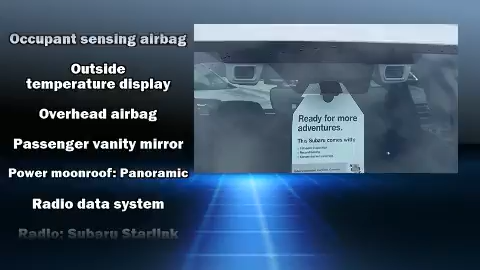 Occupant sensing airbag
Outside
temperature display
Overhead airbag
Passenger vanity mirror
Power moonroof: Panoramic
Radio data system
Radio: Subaru Starlink
Ready for more
adventures.
This Subaru comes with: